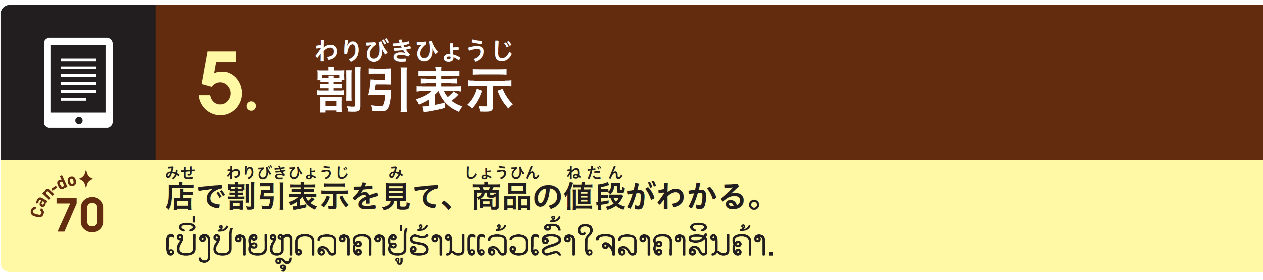 わりびきひょうじ
5. 割引表示
Can-do
70
みせ わりびきひょうじ み しょうひん ねだん
店で割引表示を見て、商品の値段がわかる。
ເບິ່ງປ້າຍຫຼຸດລາຄາຢູ່ຮ້ານແລ້ວເຂົ້າໃຈລາຄາສິນຄ້າ.